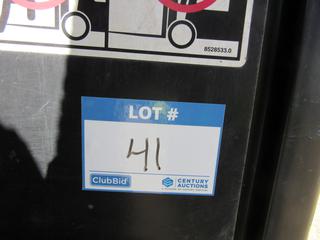 8528533.0
LOT #
41
ClubBid
CENTURY
AUCTIONS